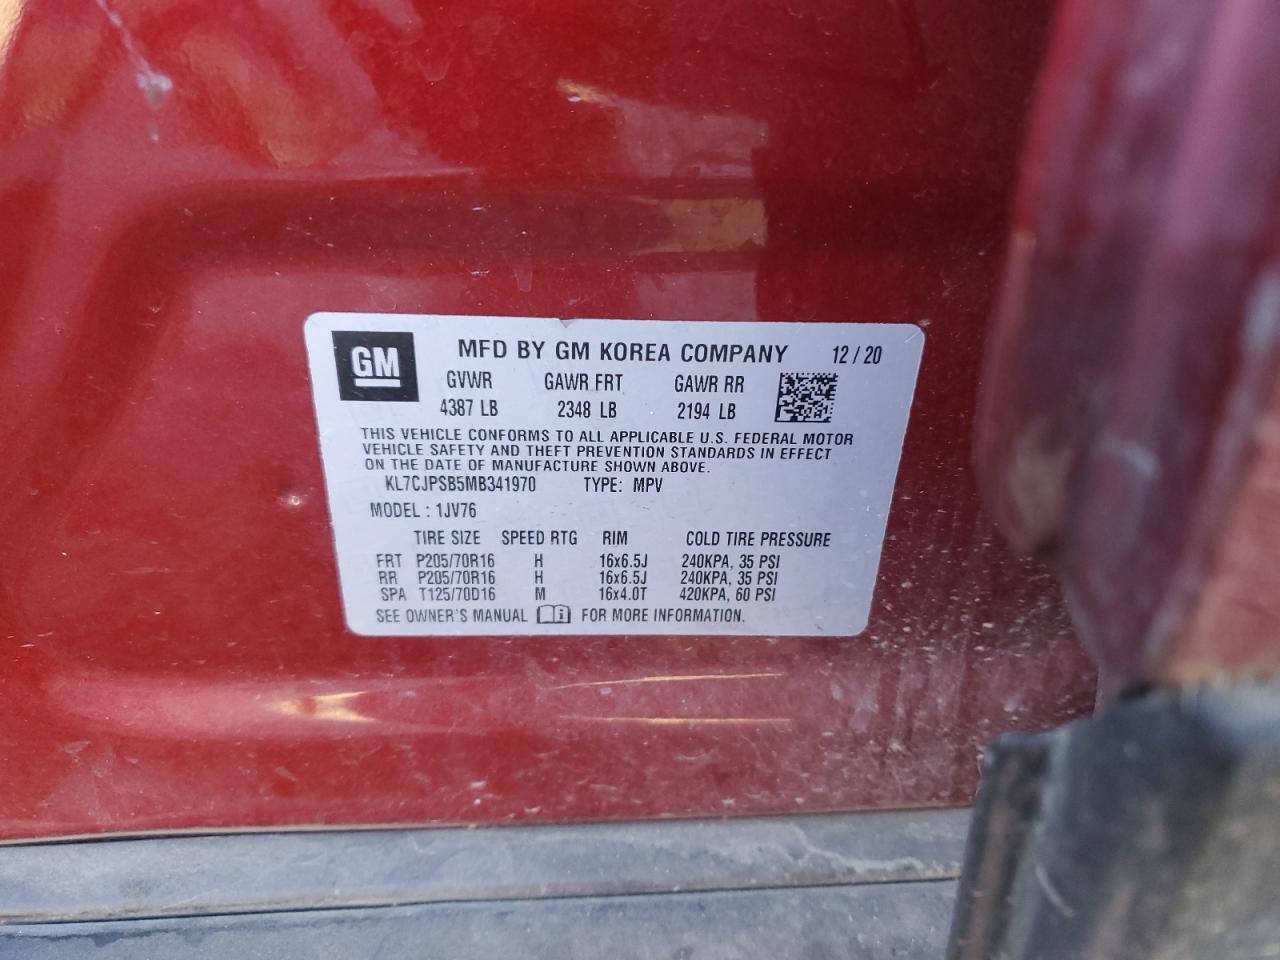 GM
MFD BY GM KOREA COMPANY 12 / 20
GVWR GAWR FRT GAWR RR
4387 LB 2348 LB 2194 LB
THIS VEHICLE CONFORMS TO ALL APPLICABLE U.S. FEDERAL MOTOR
VEHICLE SAFETY AND THEFT PREVENTION STANDARDS IN EFFECT
ON THE DATE OF MANUFACTURE SHOWN ABOVE.
KL7CJPSB5MB341970 TYPE: MPV
MODEL : 1JV76
TIRE SIZE SPEED RTG RIM COLD TIRE PRESSURE
FRT P205/70R16 H 16x6.5J 240KPA, 35 PSI
RR P205/70R16 H 16x6.5J 240KPA, 35 PSI
SPA T125/70D16 M 16x4.0T 420KPA, 60 PSI
SEE OWNER'S MANUAL FOR MORE INFORMATION.